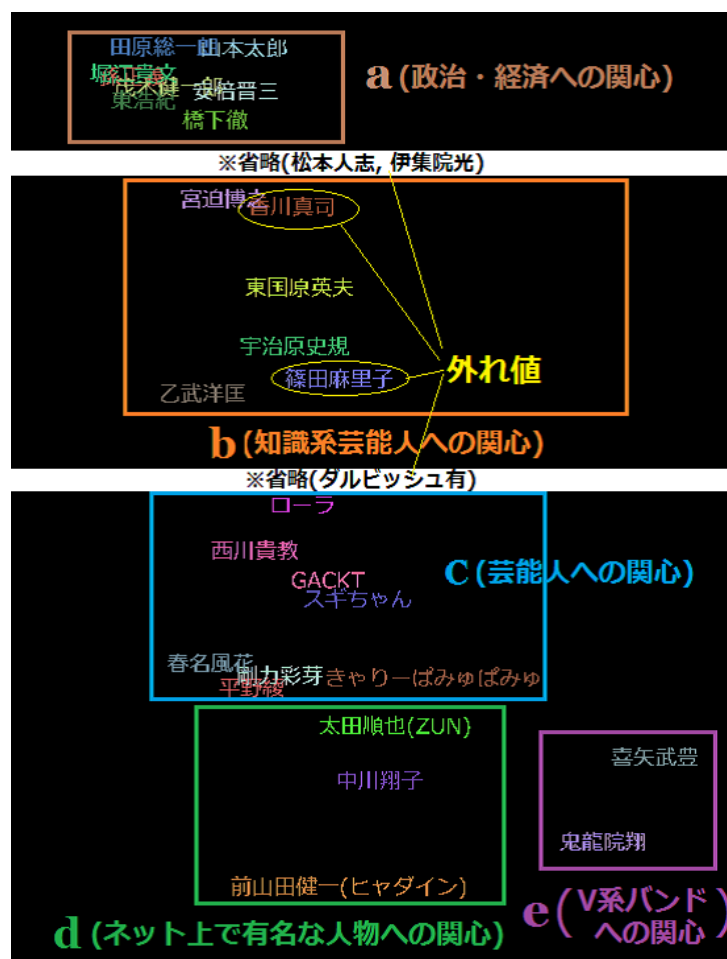 田原総一朗
山本太郎
堀江貴文
茂木健一郎
安倍晋三
東浩紀
橋下徹
a (政治・経済への関心)
※省略(松本人志, 伊集院光)
宮迫博之
香川真司
東国原英夫
宇治原史規
篠田麻里子
外れ値
乙武洋匡
b (知識系芸能人への関心)
※省略(ダルビッシュ有)
ローラ
西川貴教
GACKT
c (芸能人への関心)
スギちゃん
春名風花
剛力彩芽
きゃりーぱみゅぱみゅ
平野綾
太田順也(ZUN)
中川翔子
前山田健一(ヒャダイン)
d (ネット上で有名な人物への関心)
喜矢武豊
鬼龍院翔
e (V系バンド
への関心)